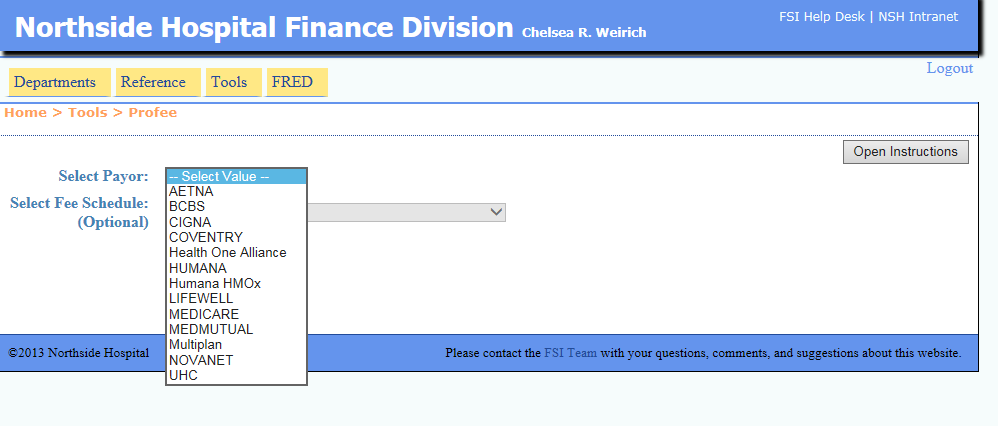 Northside Hospital Finance Division Chelsea R. Weirich
FSI Help Desk | NSH Intranet
Logout
Departments Reference Tools FRED
Home > Tools > Profee
Open Instructions
Select Payor:
-- Select Value --
AETNA
BCBS
CIGNA
COVENTRY
Health One Alliance
HUMANA
Humana HMOx
LIFEWELL
MEDICARE
MEDMUTUAL
Multiplan
NOVANET
UHC
Select Fee Schedule:
(Optional)
©2013 Northside Hospital
Please contact the FSI Team with your questions, comments, and suggestions about this website.